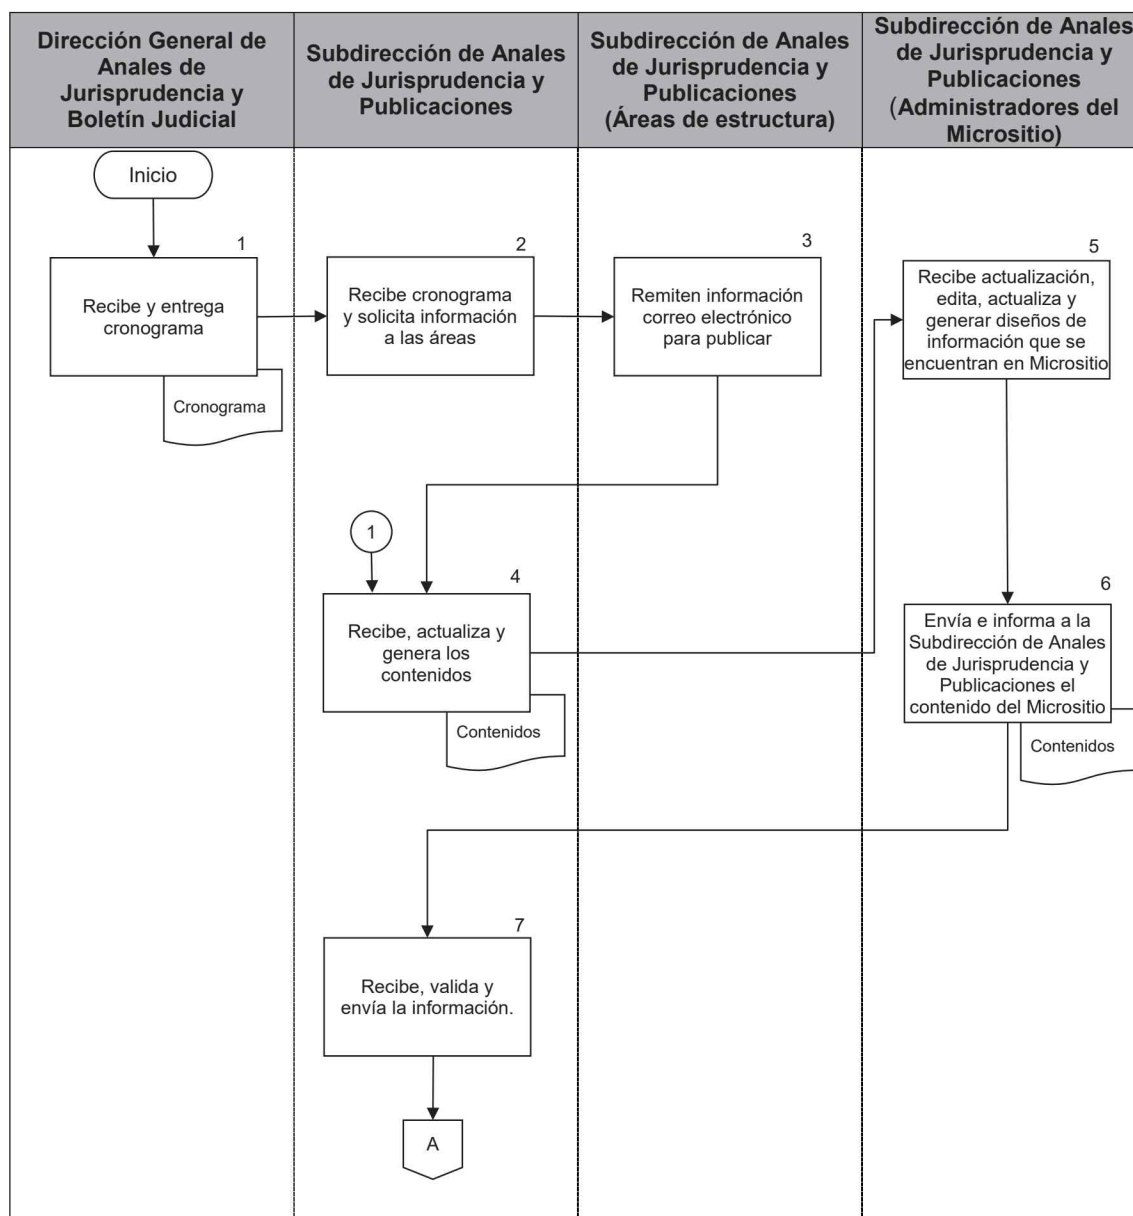 Dirección General de
Anales de
Jurisprudencia y
Boletín Judicial
Subdirección de Anales
de Jurisprudencia y
Publicaciones
Subdirección de Anales
de Jurisprudencia y
Publicaciones
(Áreas de estructura)
Subdirección de Anales
de Jurisprudencia y
Publicaciones
(Administradores del
Micrositio)
Inicio
1
Recibe y entrega
cronograma
Cronograma
2
Recibe cronograma
y solicita información
a las áreas
3
Remiten información
correo electrónico
para publicar
1
4
Recibe, actualiza y
genera los
contenidos
Contenidos
5
Recibe actualización,
edita, actualiza y
generar diseños de
información que se
encuentran en Micrositio
6
Envía e informa a la
Subdirección de Anales
de Jurisprudencia y
Publicaciones el
contenido del Micrositio
Contenidos
7
Recibe, valida y
envía la información.
A